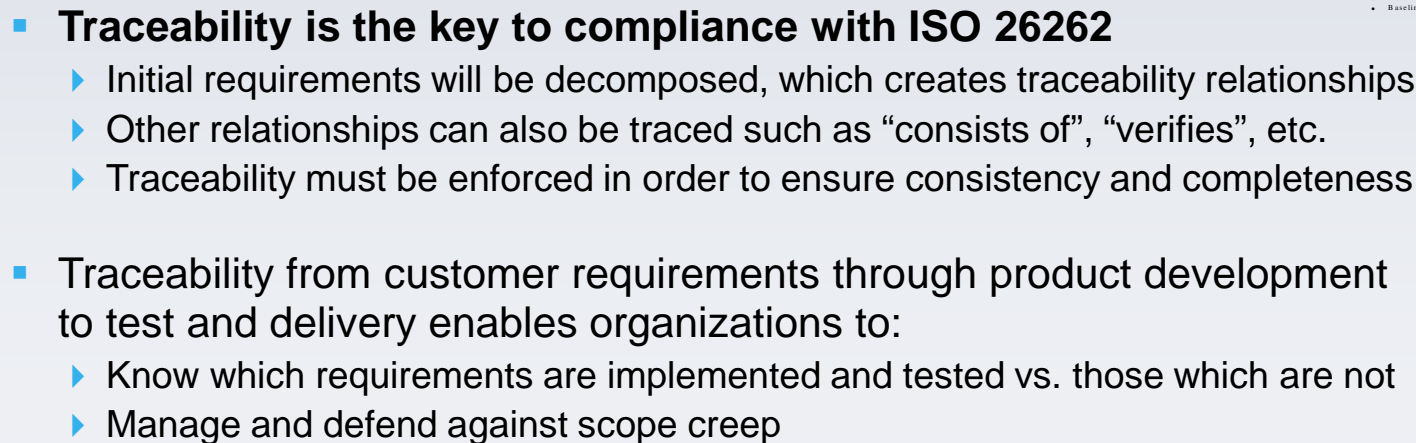 Traceability is the key to compliance with ISO 26262
Initial requirements will be decomposed, which creates traceability relationships
Other relationships can also be traced such as “consists of”, “verifies”, etc.
Traceability must be enforced in order to ensure consistency and completeness
Traceability from customer requirements through product development
to test and delivery enables organizations to:
Know which requirements are implemented and tested vs. those which are not
Manage and defend against scope creep